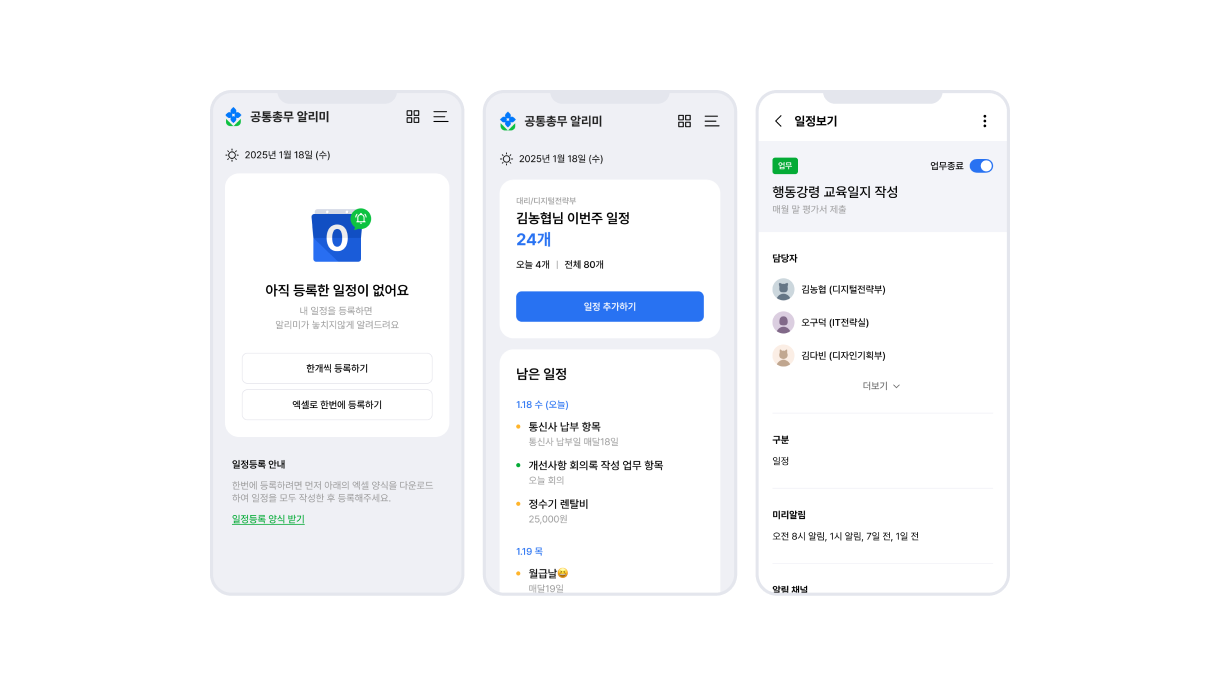 공통총무 알리미
2025년 1월 18일 (수)
0
아직 등록한 일정이 없어요
내 일정을 등록하면
알리미가 놓치지않게 알려드려요
한개씩 등록하기
엑셀로 한번에 등록하기
일정등록 안내
한번에 등록하려면 먼저 아래의 엑셀 양식을 다운로드
하여 일정을 모두 작성한 후 등록해주세요.
일정등록 양식 받기
공통총무 알리미
2025년 1월 18일 (수)
대리/디지털전략부
김농협님 이번주 일정
24개
오늘 4개 | 전체 80개
일정 추가하기
남은 일정
1.18 수 (오늘)
통신사 납부 항목
통신사 납부일 매달18일
개선사항 회의록 작성 업무 항목
오늘 회의
정수기 렌탈비
25,000원
1.19 목
월급날😄
매달19일
일정보기
업무
업무종료
행동강령 교육일지 작성
매월 말 평가서 제출
담당자
김농협 (디지털전략부)
오구덕 (IT전략실)
김다빈 (디자인기획부)
더보기
구분
일정
미리알림
오전 8시 알림, 1시 알림, 7일 전, 1일 전
알림 채널